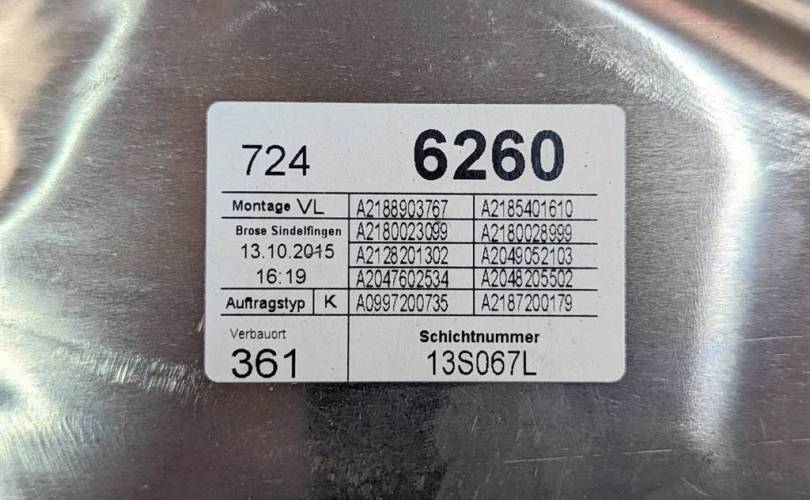 724 6260
Montage VL A2188903767 A2185401610
Brose Sindelfingen A2180023099 A2180028999
13.10.2015 A2128201302 A2049052103
16:19 A2047602534 A2048205502
Auftragstyp K A0997200735 A2187200179
Verbauort Schichtnummer
361 13S067L